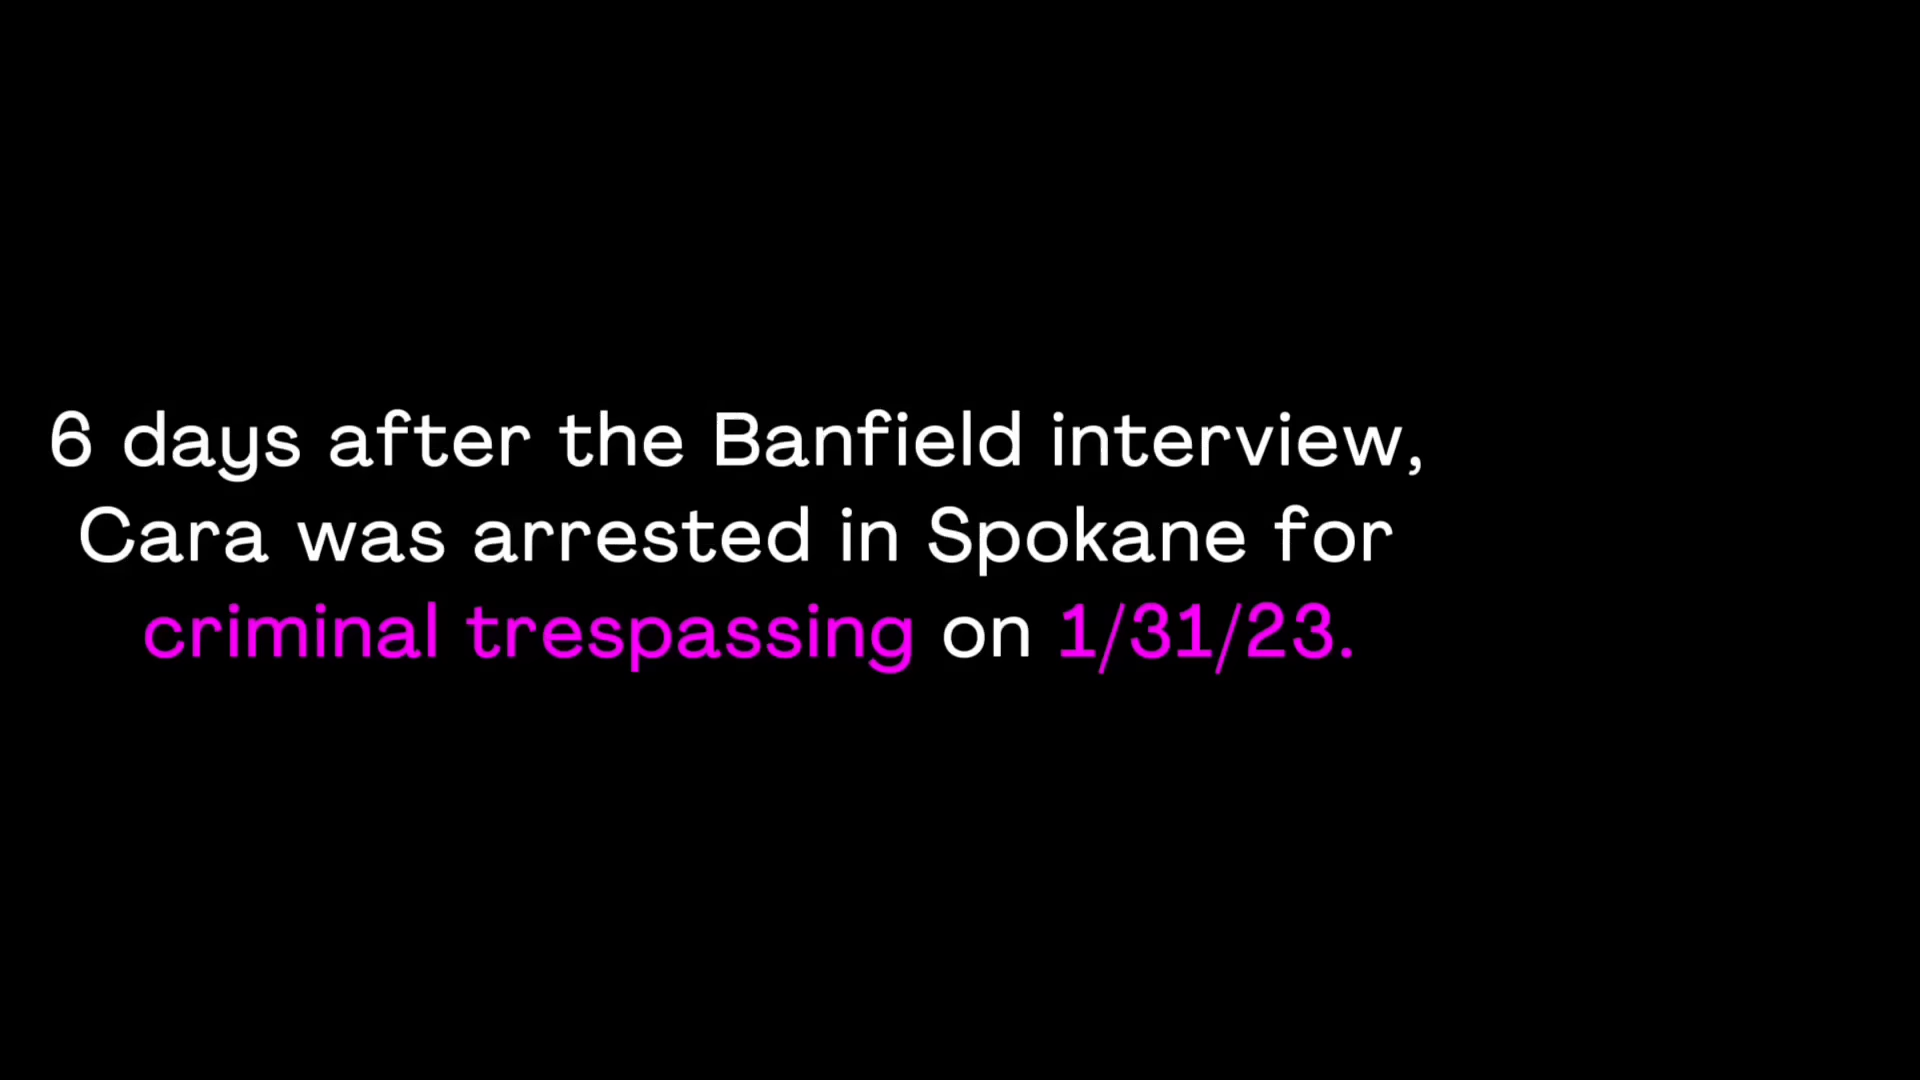 6 days after the Banfield interview,
Cara was arrested in Spokane for
criminal trespassing on 1/31/23.